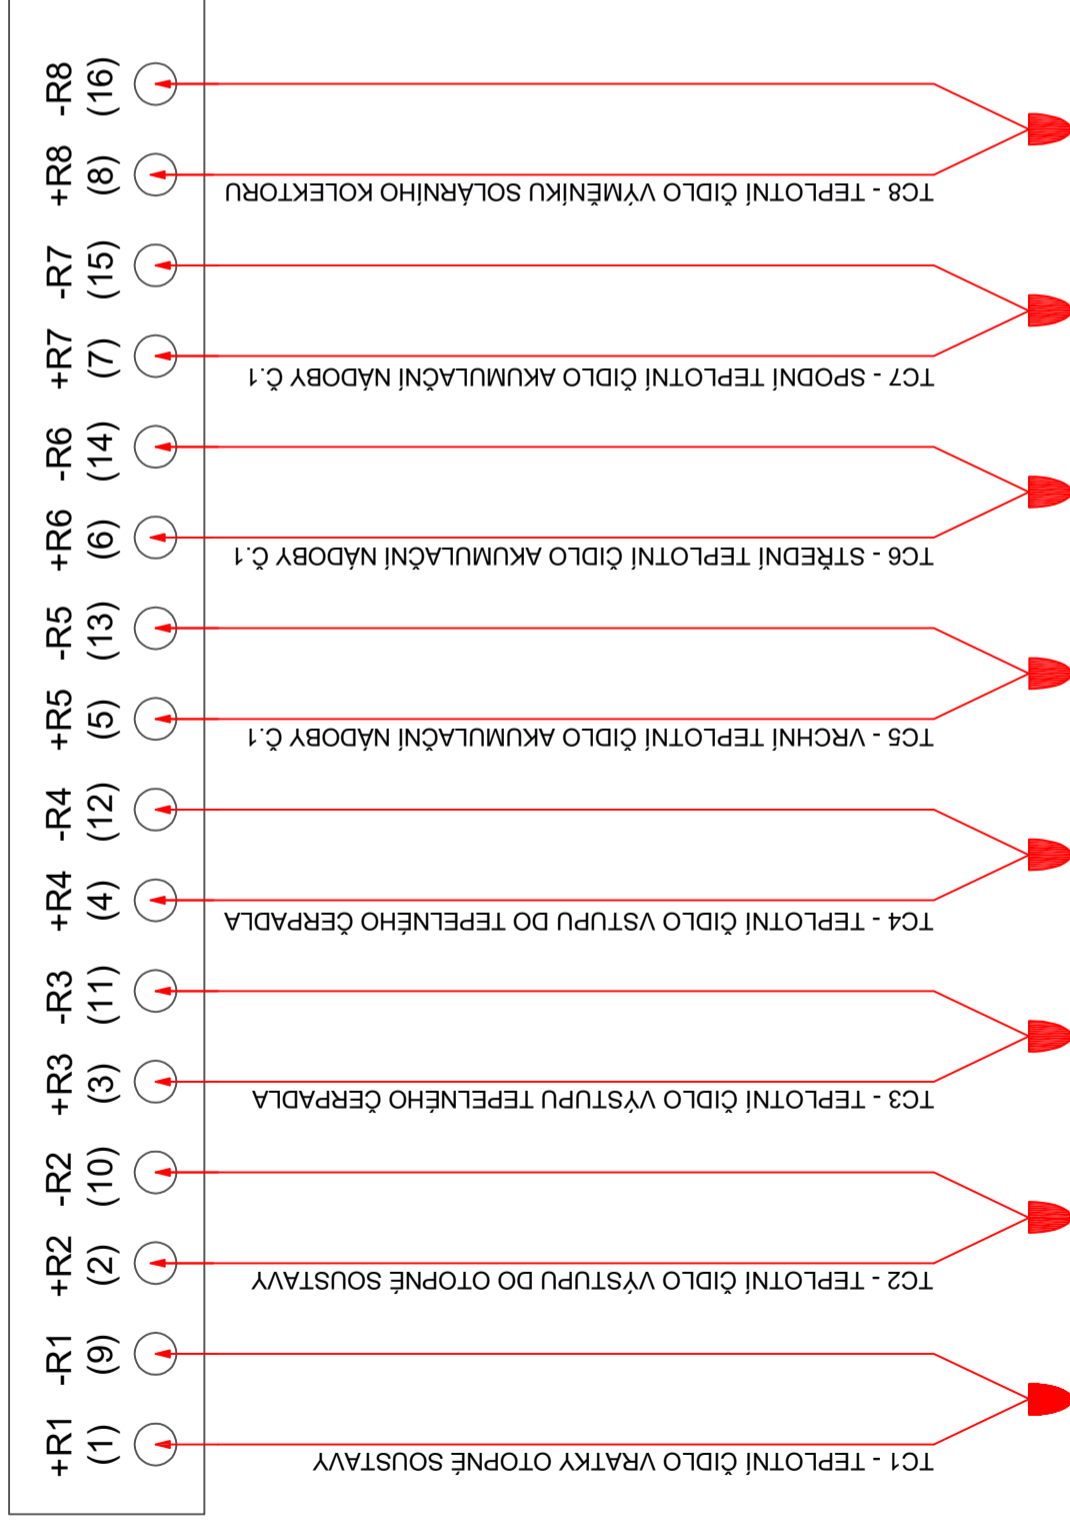 +R1
(1)
-R1
(9)
+R2
(2)
-R2
(10)
+R3
(3)
-R3
(11)
+R4
(4)
-R4
(12)
+R5
(5)
-R5
(13)
+R6
(6)
-R6
(14)
+R7
(7)
-R7
(15)
+R8
(8)
-R8
(16)
TC1 - TEPLOTNÍ ČIDLO VRATKY OTOPNÉ SOUSTAVY
TC2 - TEPLOTNÍ ČIDLO VÝSTUPU DO OTOPNÉ SOUSTAVY
TC3 - TEPLOTNÍ ČIDLO VÝSTUPU TEPELNÉHO ČERPADLA
TC4 - TEPLOTNÍ ČIDLO VSTUPU DO TEPELNÉHO ČERPADLA
TC5 - VRCHNÍ TEPLOTNÍ ČIDLO AKUMULAČNÍ NÁDOBY Č.1
TC6 - STŘEDNÍ TEPLOTNÍ ČIDLO AKUMULAČNÍ NÁDOBY Č.1
TC7 - SPODNÍ TEPLOTNÍ ČIDLO AKUMULAČNÍ NÁDOBY Č.1
TC8 - TEPLOTNÍ ČIDLO VÝMĚNÍKU SOLÁRNÍHO KOLEKTORU